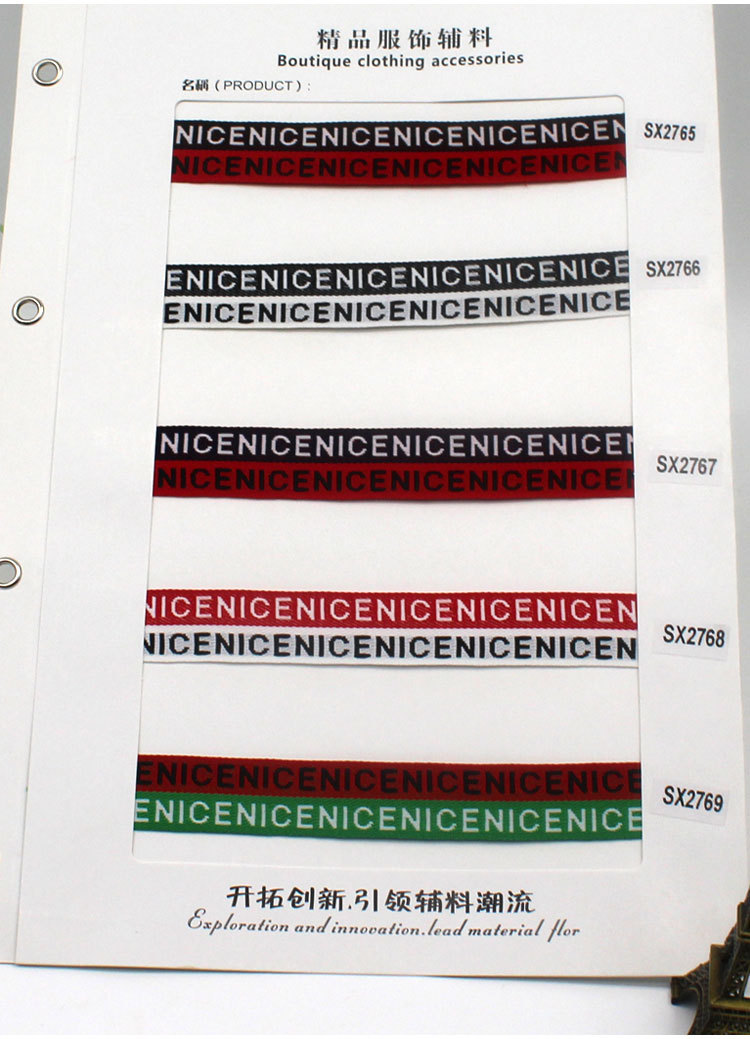 精品服饰辅料
Boutique clothing accessories
名稱（PRODUCT）:
NICENICENICENICENICENICEN
SX2765
NICENICENICENICENICENICEN
ENICENICENICENICENICENICE
SX2766
ENICENICENICENICENICENICE
NICENICENICENICENICENICEN
SX2767
NICENICENICENICENICENICEN
NICENICENICENICENICENICEN
SX2768
NICENICENICENICENICENICEN
ENICENICENICENICENICENICE
SX2769
ENICENICENICENICENICENICE
开拓创新.引领辅料潮流
Exploration and innovation.lead material flor